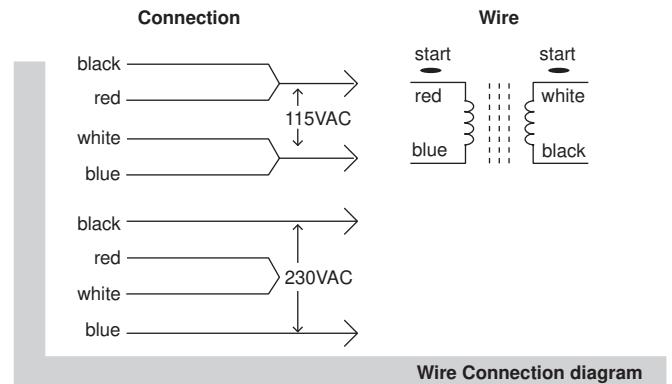 Connection
black
red
115VAC
white
blue
black
red
230VAC
white
blue
Wire
start start
red white
blue black
Wire Connection diagram